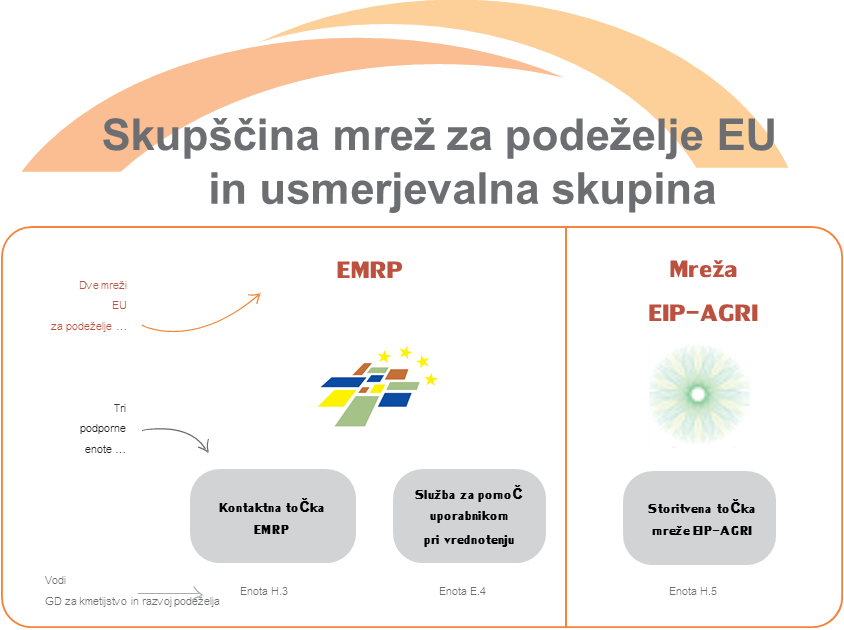 Skupščina mrež za podeželje EU
in usmerjevalna skupina
EMRP
Mreža
EIP-AGRI
Dve mreži
EU
za podeželje ...
Tri
podporne
enote ...
Kontaktna toČka
EMRP
Služba za pomoČ
uporabnikom
pri vrednotenju
Storitvena toČka
mreže EIP-AGRI
Vodi
GD za kmetijstvo in razvoj podeželja
Enota H.3
Enota E.4
Enota H.5